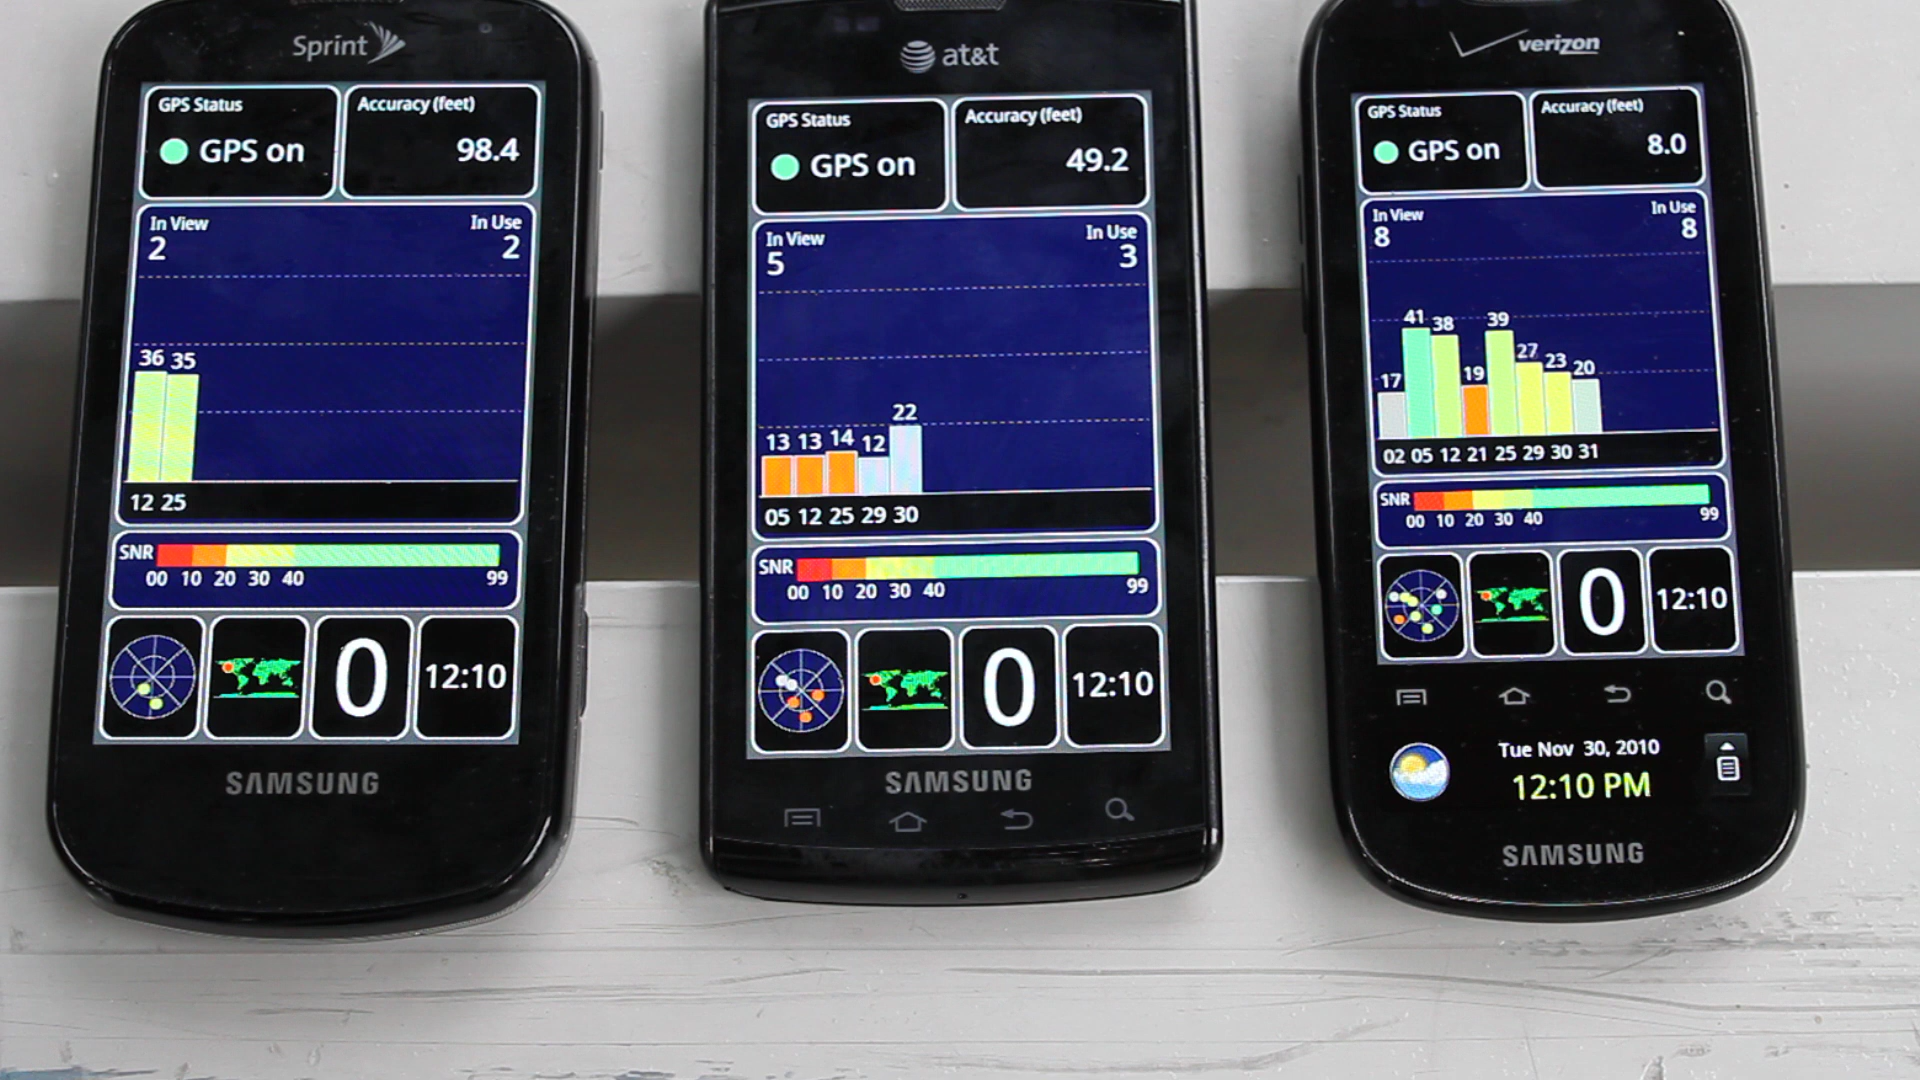 Sprint
GPS Status
GPS on
Accuracy (feet)
98.4
In View
2
In Use
2
36 35
12 25
SNR
00 10 20 30 40 99
0
12:10
SAMSUNG
at&t
GPS Status
GPS on
Accuracy (feet)
49.2
In View
5
In Use
3
13 13 14 12 22
05 12 25 29 30
SNR
00 10 20 30 40 99
0
12:10
SAMSUNG
verizon
GPS Status
GPS on
Accuracy (feet)
8.0
In View
8
In Use
8
17 41 38 19 39 27 23 20
02 05 12 21 25 29 30 31
SNR
00 10 20 30 40 99
0
12:10
Tue Nov 30, 2010
12:10 PM
SAMSUNG